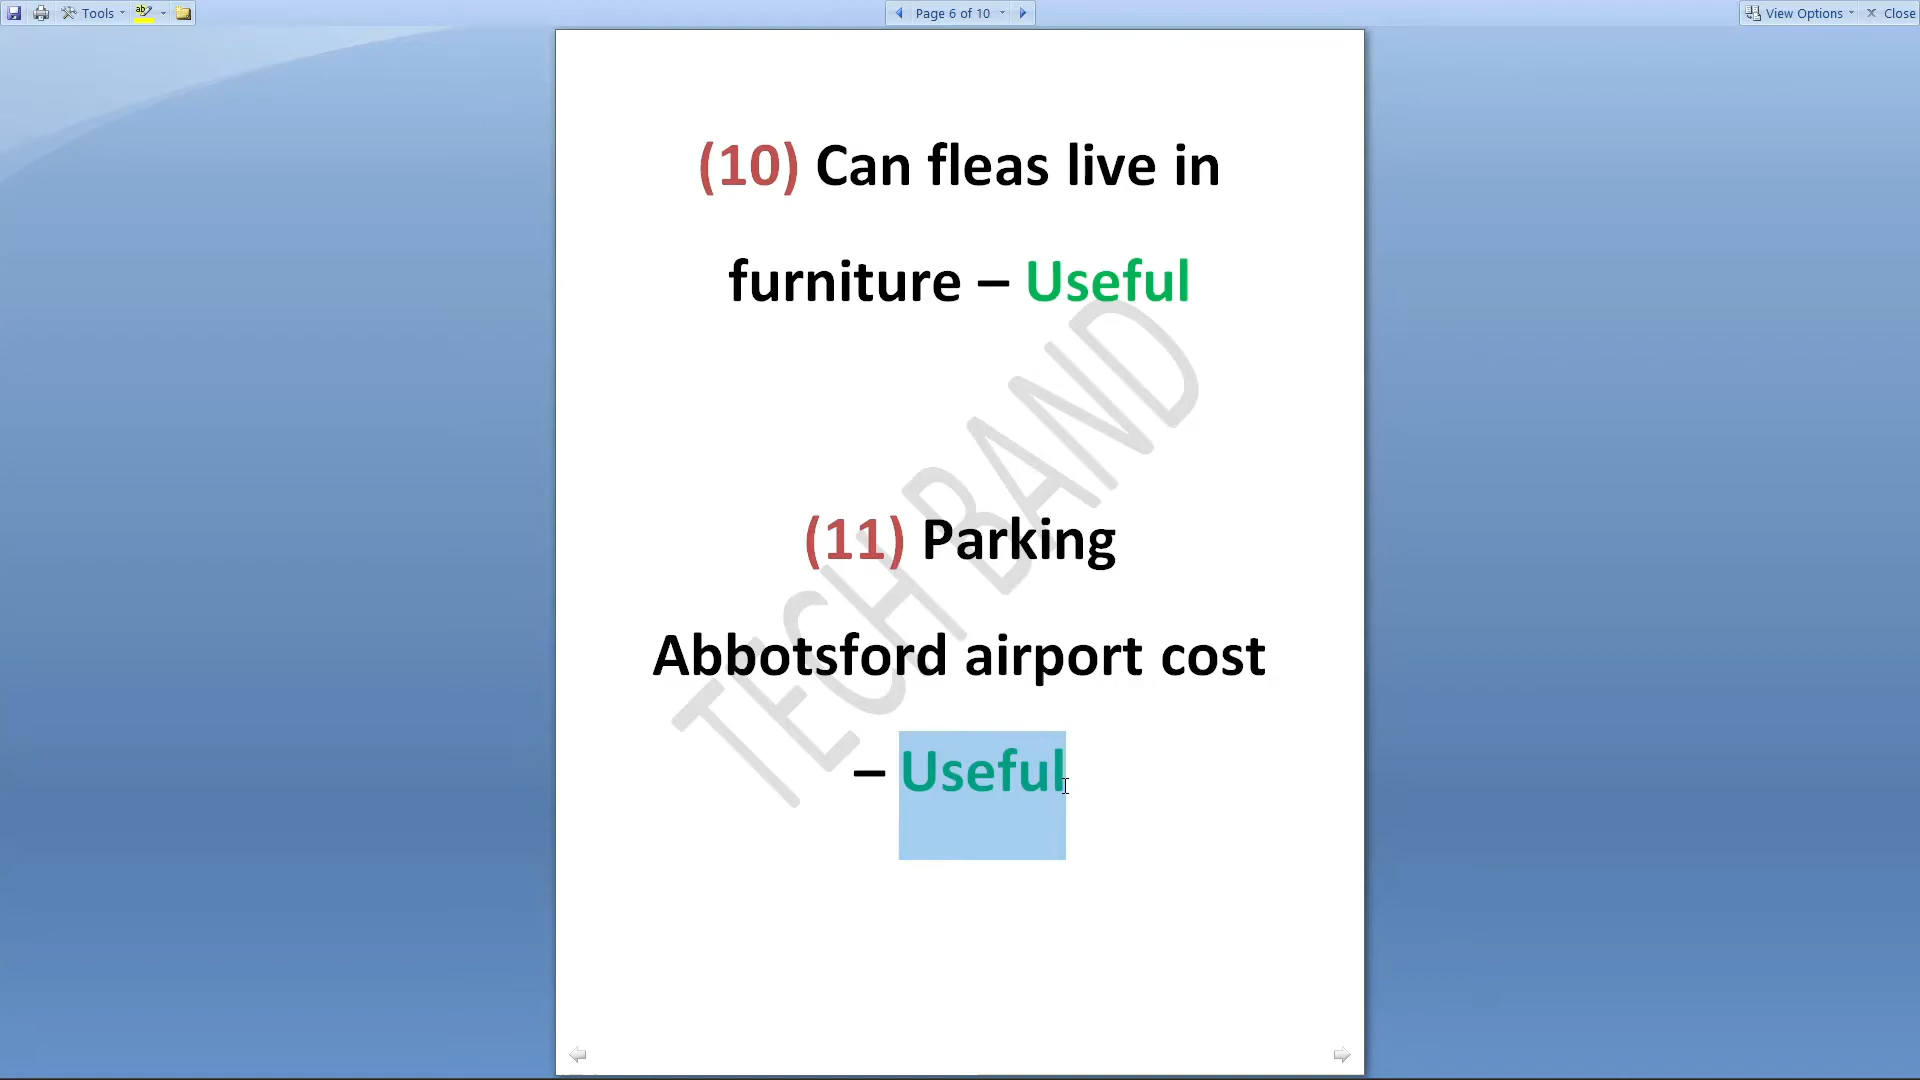 Tools
Page 6 of 10
View Options
Close
(10) Can fleas live in
furniture – Useful
(11) Parking
Abbotsford airport cost
– Useful
TECH BAND